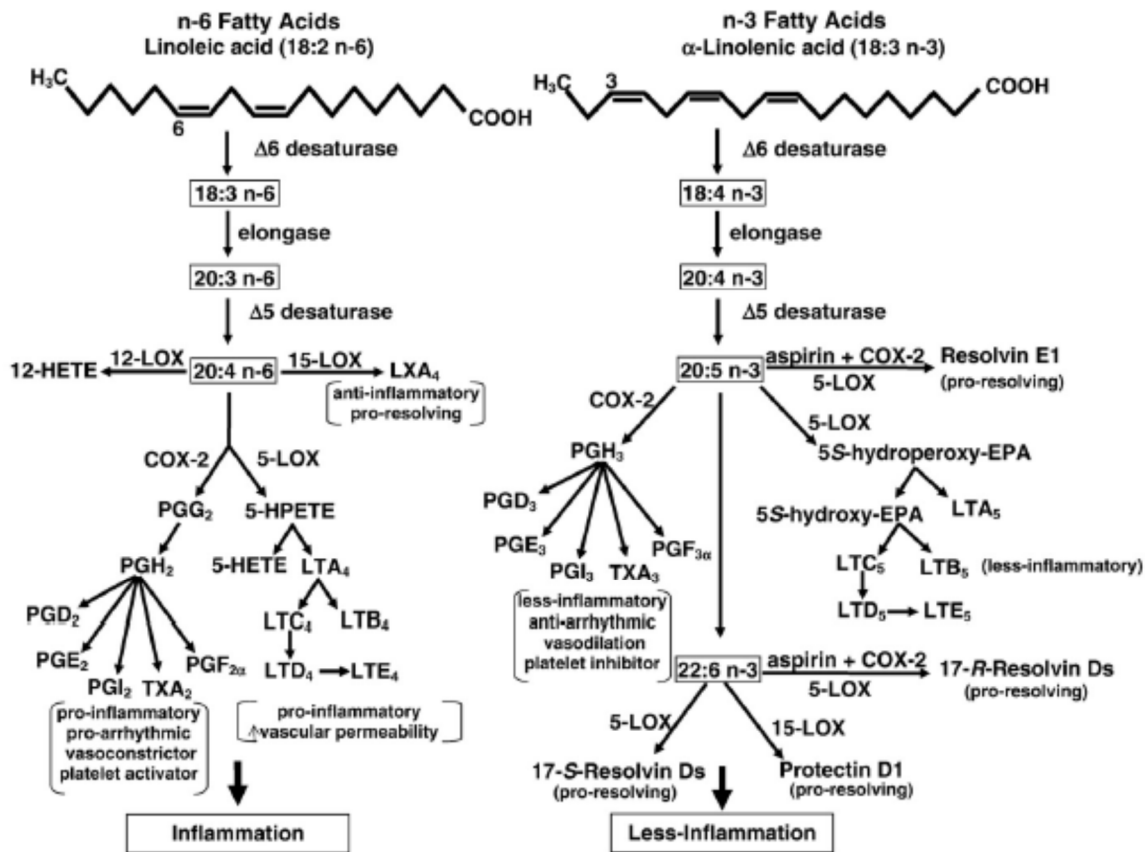 n-6 Fatty Acids
Linoleic acid (18:2 n-6)
H₃C
6
COOH
Δ6 desaturase
18:3 n-6
elongase
20:3 n-6
Δ5 desaturase
12-HETE
12-LOX
20:4 n-6
15-LOX
LXA₄
anti-inflammatory
pro-resolving
COX-2
5-LOX
PGG₂
5-HPETE
PGH₂
5-HETE
LTA₄
PGD₂
PGE₂
PGI₂
TXA₂
PGF₂α
LTC₄
LTB₄
LTD₄
LTE₄
pro-inflammatory
pro-arrhythmic
vasoconstrictor
platelet activator
pro-inflammatory
↑vascular permeability
Inflammation
n-3 Fatty Acids
α-Linolenic acid (18:3 n-3)
H₃C
3
COOH
Δ6 desaturase
18:4 n-3
elongase
20:4 n-3
Δ5 desaturase
20:5 n-3
aspirin + COX-2
5-LOX
Resolvin E1
(pro-resolving)
COX-2
5-LOX
PGH₃
5S-hydroperoxy-EPA
PGD₃
PGE₃
PGI₃
TXA₃
PGF₃α
5S-hydroxy-EPA
LTA₅
LTC₅
LTB₅ (less-inflammatory)
LTD₅
LTE₅
less-inflammatory
anti-arrhythmic
vasodilation
platelet inhibitor
22:6 n-3
aspirin + COX-2
5-LOX
17-R-Resolvin Ds
(pro-resolving)
5-LOX
15-LOX
17-S-Resolvin Ds
(pro-resolving)
Protectin D1
(pro-resolving)
Less-Inflammation